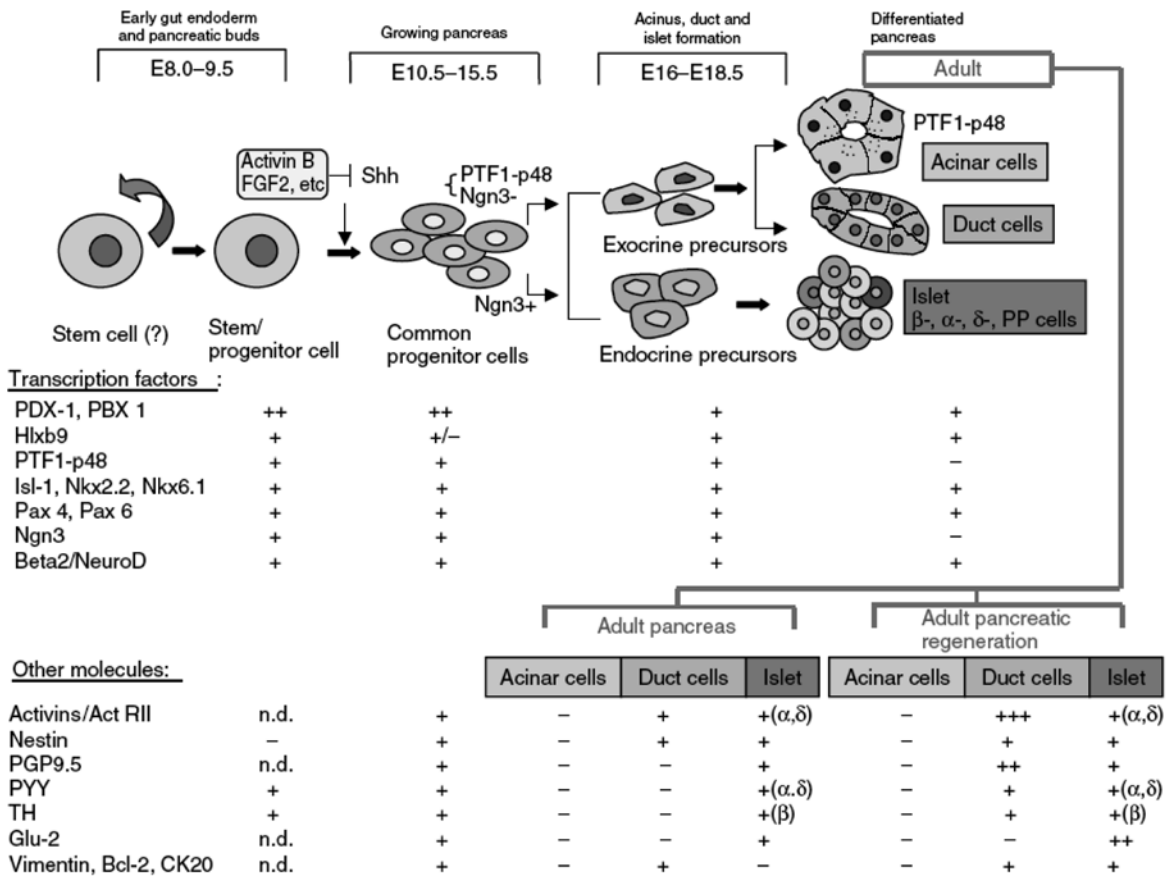 Early gut endoderm
and pancreatic buds
E8.0–9.5
Growing pancreas
E10.5–15.5
Acinus, duct and
islet formation
E16–E18.5
Differentiated
pancreas
Adult
Activin B
FGF2, etc
Shh
PTF1-p48
Ngn3-
Ngn3+
PTF1-p48
Acinar cells
Duct cells
Islet
β-, α-, δ-, PP cells
Exocrine precursors
Endocrine precursors
Stem cell (?)
Stem/
progenitor cell
Common
progenitor cells
Transcription factors :
PDX-1, PBX 1 ++ ++ + +
Hlxb9 + +/− + +
PTF1-p48 + + + −
Isl-1, Nkx2.2, Nkx6.1 + + + +
Pax 4, Pax 6 + + + +
Ngn3 + + + −
Beta2/NeuroD + + + +
Adult pancreas
Adult pancreatic
regeneration
Other molecules:
Acinar cells Duct cells Islet Acinar cells Duct cells Islet
Activins/Act RII n.d. + − + +(α,δ) − +++ +(α,δ)
Nestin − + − + + − + +
PGP9.5 n.d. + − − + − ++ +
PYY + + − − +(α.δ) − + +(α,δ)
TH + + − − +(β) − + +(β)
Glu-2 n.d. + − − + − − ++
Vimentin, Bcl-2, CK20 n.d. + − + − − + +